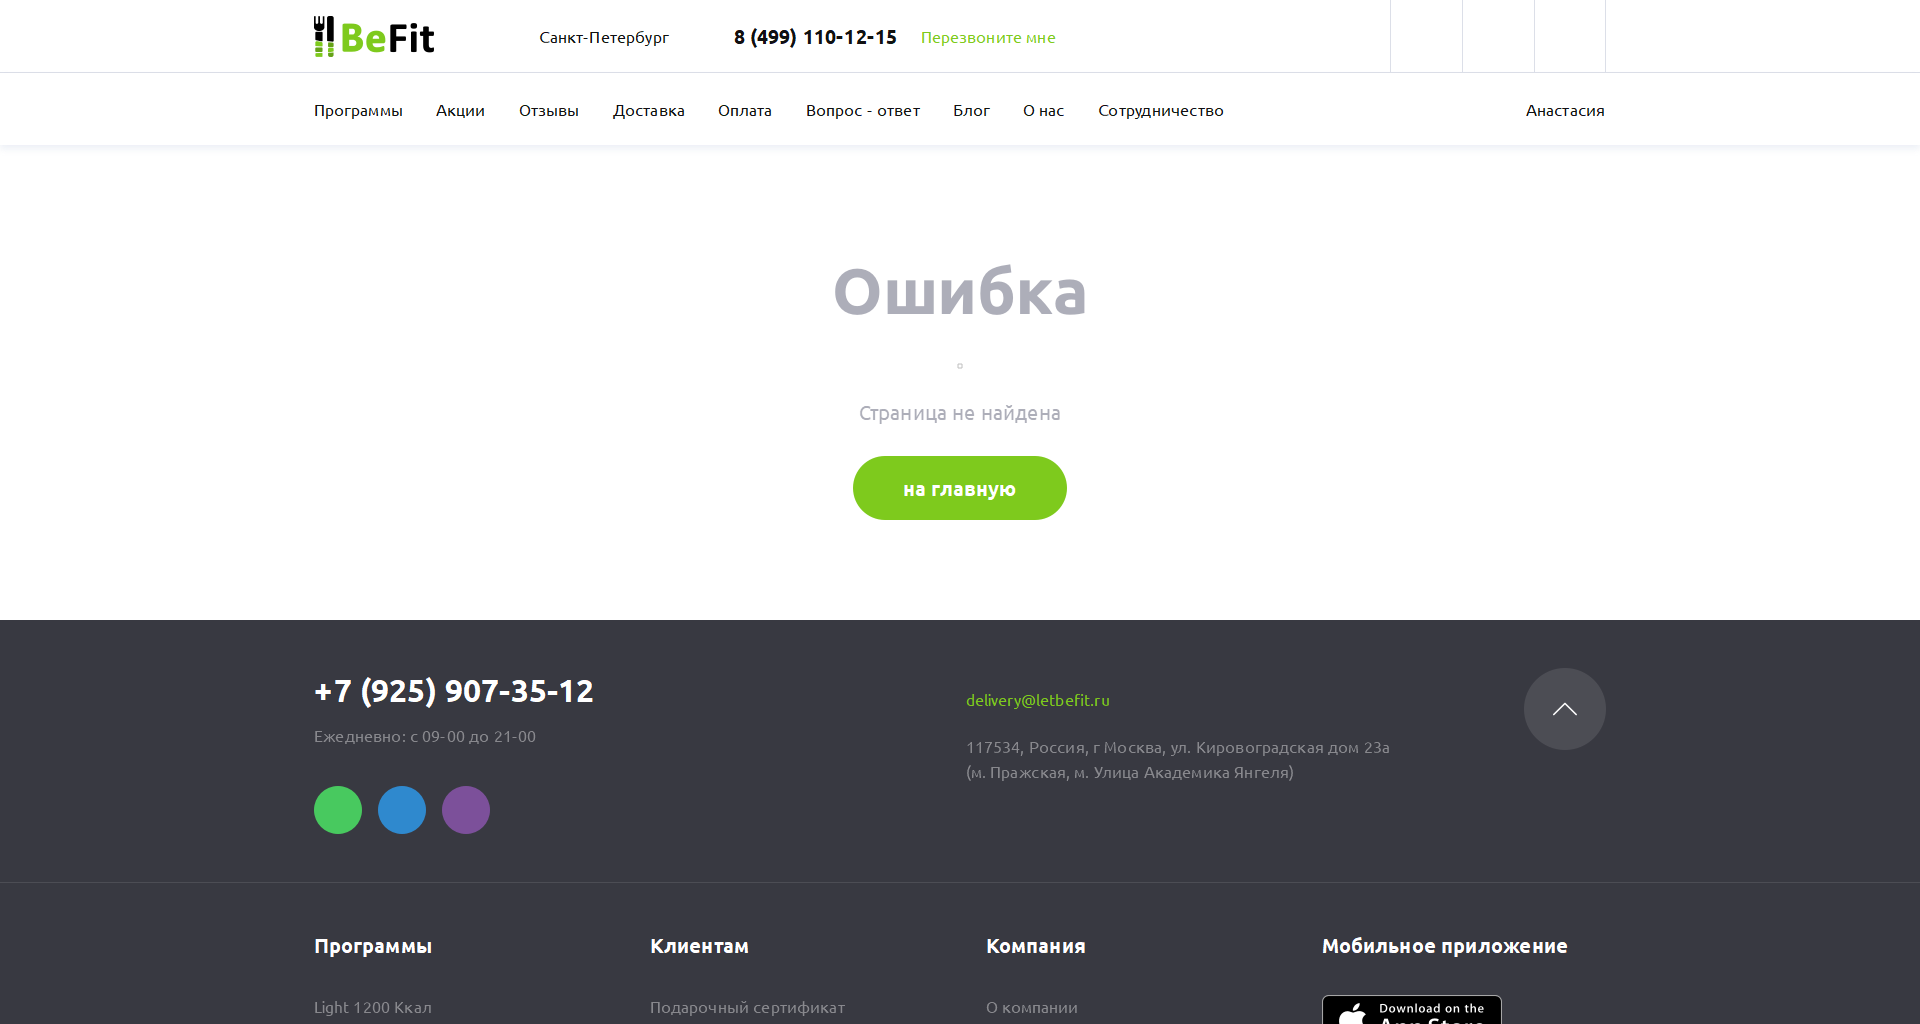 BeFit
Санкт-Петербург
8 (499) 110-12-15
Перезвоните мне
Программы
Акции
Отзывы
Доставка
Оплата
Вопрос - ответ
Блог
О нас
Сотрудничество
Анастасия
Ошибка
Страница не найдена
на главную
+7 (925) 907-35-12
Ежедневно: с 09-00 до 21-00
delivery@letbefit.ru
117534, Россия, г Москва, ул. Кировоградская дом 23а
(м. Пражская, м. Улица Академика Янгеля)
Программы
Клиентам
Компания
Мобильное приложение
Light 1200 Ккал
Подарочный сертификат
О компании
Download on the
App Store